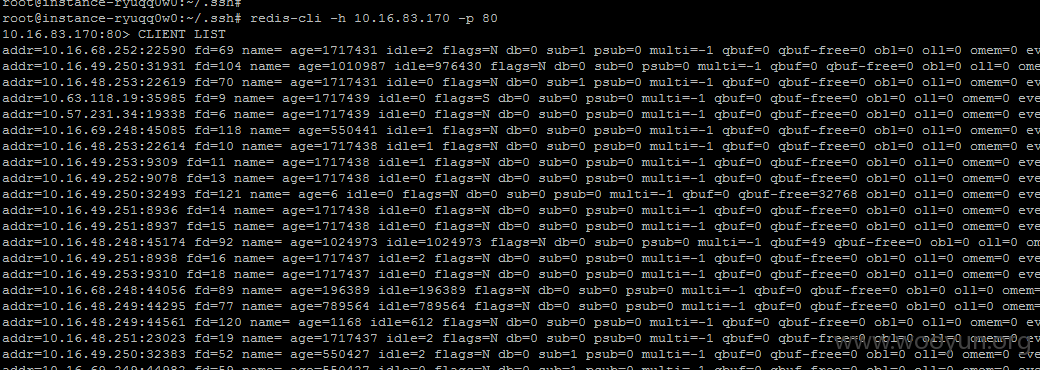 root@instance-ryuqq0w0:~/.ssh#
root@instance-ryuqq0w0:~/.ssh# redis-cli -h 10.16.83.170 -p 80
10.16.83.170:80> CLIENT LIST
addr=10.16.68.252:22590 fd=69 name= age=1717431 idle=2 flags=N db=0 sub=1 psub=0 multi=-1 qbuf=0 qbuf-free=0 obl=0 oll=0 omem=0 ev
addr=10.16.49.250:31931 fd=104 name= age=1010987 idle=976430 flags=N db=0 sub=0 psub=0 multi=-1 qbuf=0 qbuf-free=0 obl=0 oll=0 ome
addr=10.16.48.253:22619 fd=70 name= age=1717431 idle=0 flags=N db=0 sub=1 psub=0 multi=-1 qbuf=0 qbuf-free=0 obl=0 oll=0 omem=0 ev
addr=10.63.118.19:35985 fd=9 name= age=1717439 idle=0 flags=S db=0 sub=0 psub=0 multi=-1 qbuf=0 qbuf-free=0 obl=0 oll=0 omem=0 eve
addr=10.57.231.34:19338 fd=6 name= age=1717439 idle=0 flags=N db=0 sub=0 psub=0 multi=-1 qbuf=0 qbuf-free=0 obl=0 oll=0 omem=0 eve
addr=10.16.69.248:45085 fd=118 name= age=550441 idle=1 flags=N db=0 sub=0 psub=0 multi=-1 qbuf=0 qbuf-free=0 obl=0 oll=0 omem=0 ev
addr=10.16.48.253:22614 fd=10 name= age=1717438 idle=1 flags=N db=0 sub=0 psub=0 multi=-1 qbuf=0 qbuf-free=0 obl=0 oll=0 omem=0 ev
addr=10.16.49.253:9309 fd=11 name= age=1717438 idle=1 flags=N db=0 sub=0 psub=0 multi=-1 qbuf=0 qbuf-free=0 obl=0 oll=0 omem=0 eve
addr=10.16.49.252:9078 fd=13 name= age=1717438 idle=0 flags=N db=0 sub=0 psub=0 multi=-1 qbuf=0 qbuf-free=0 obl=0 oll=0 omem=0 eve
addr=10.16.49.250:32493 fd=121 name= age=6 idle=0 flags=N db=0 sub=0 psub=0 multi=-1 qbuf=0 qbuf-free=32768 obl=0 oll=0 omem=0 eve
addr=10.16.49.251:8936 fd=14 name= age=1717438 idle=0 flags=N db=0 sub=0 psub=0 multi=-1 qbuf=0 qbuf-free=0 obl=0 oll=0 omem=0 eve
addr=10.16.49.251:8937 fd=15 name= age=1717438 idle=0 flags=N db=0 sub=0 psub=0 multi=-1 qbuf=0 qbuf-free=0 obl=0 oll=0 omem=0 eve
addr=10.16.48.248:45174 fd=92 name= age=1024973 idle=1024973 flags=N db=0 sub=0 psub=0 multi=-1 qbuf=49 qbuf-free=0 obl=0 oll=0 om
addr=10.16.49.251:8938 fd=16 name= age=1717437 idle=2 flags=N db=0 sub=0 psub=0 multi=-1 qbuf=0 qbuf-free=0 obl=0 oll=0 omem=0 eve
addr=10.16.49.253:9310 fd=18 name= age=1717437 idle=0 flags=N db=0 sub=0 psub=0 multi=-1 qbuf=0 qbuf-free=0 obl=0 oll=0 omem=0 eve
addr=10.16.68.248:44056 fd=89 name= age=196389 idle=196389 flags=N db=0 sub=0 psub=0 multi=-1 qbuf=0 qbuf-free=0 obl=0 oll=0 omem=
addr=10.16.48.249:44295 fd=77 name= age=789564 idle=789564 flags=N db=0 sub=0 psub=0 multi=-1 qbuf=0 qbuf-free=0 obl=0 oll=0 omem=
addr=10.16.48.249:44561 fd=120 name= age=1168 idle=612 flags=N db=0 sub=0 psub=0 multi=-1 qbuf=0 qbuf-free=0 obl=0 oll=0 omem=0 ev
addr=10.16.48.251:23023 fd=19 name= age=1717437 idle=2 flags=N db=0 sub=0 psub=0 multi=-1 qbuf=0 qbuf-free=0 obl=0 oll=0 omem=0 ev
addr=10.16.49.250:32383 fd=52 name= age=550427 idle=2 flags=N db=0 sub=1 psub=0 multi=-1 qbuf=0 qbuf-free=0 obl=0 oll=0 omem=0 eve
www.wooyun.org